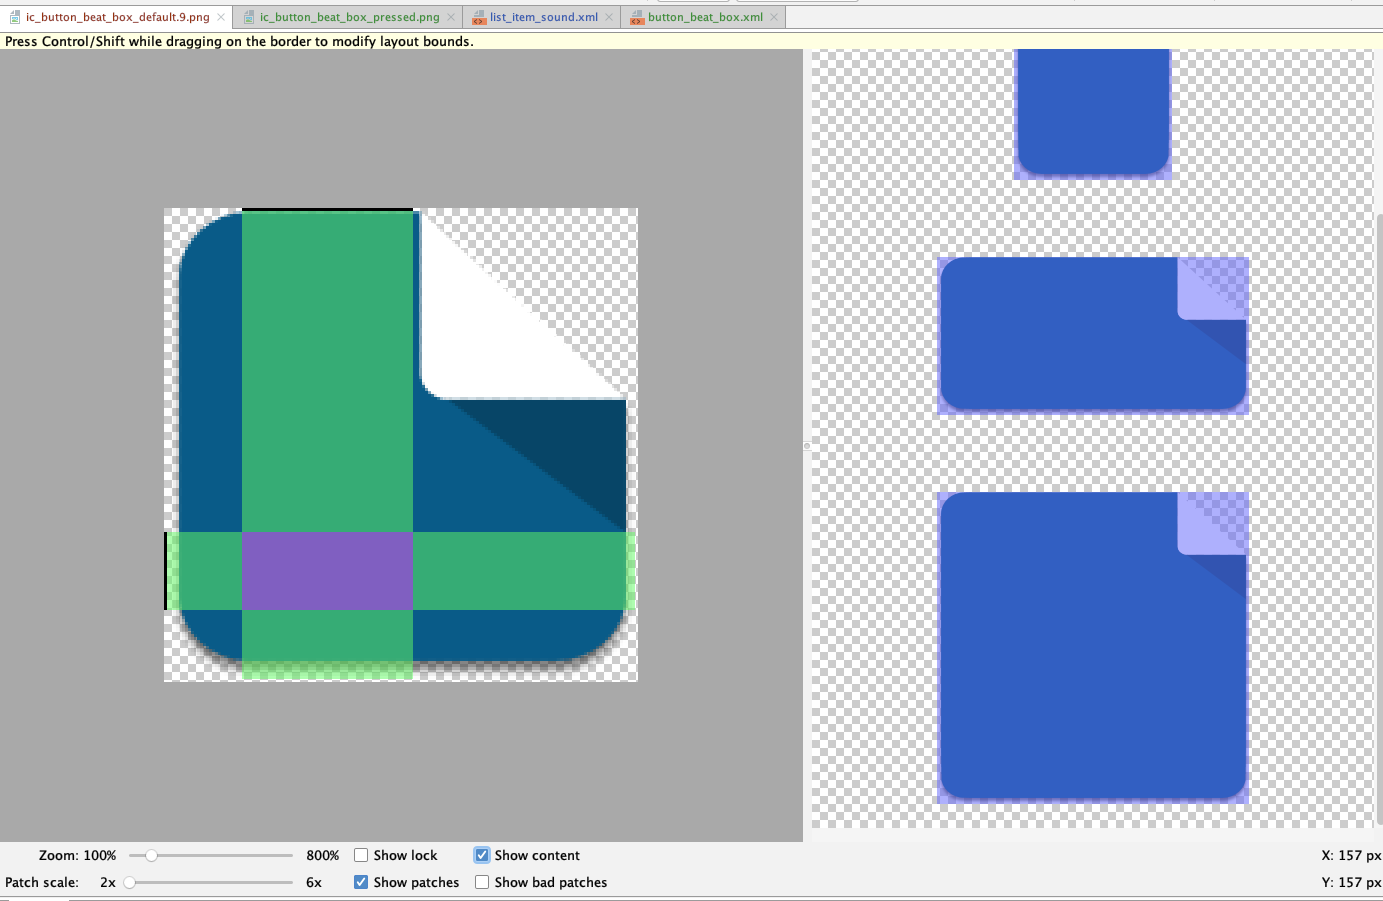 ic_button_beat_box_default.9.png ic_button_beat_box_pressed.png list_item_sound.xml button_beat_box.xml
Press Control/Shift while dragging on the border to modify layout bounds.
Zoom: 100% 800% Show lock Show content X: 157 px
Patch scale: 2x 6x Show patches Show bad patches Y: 157 px